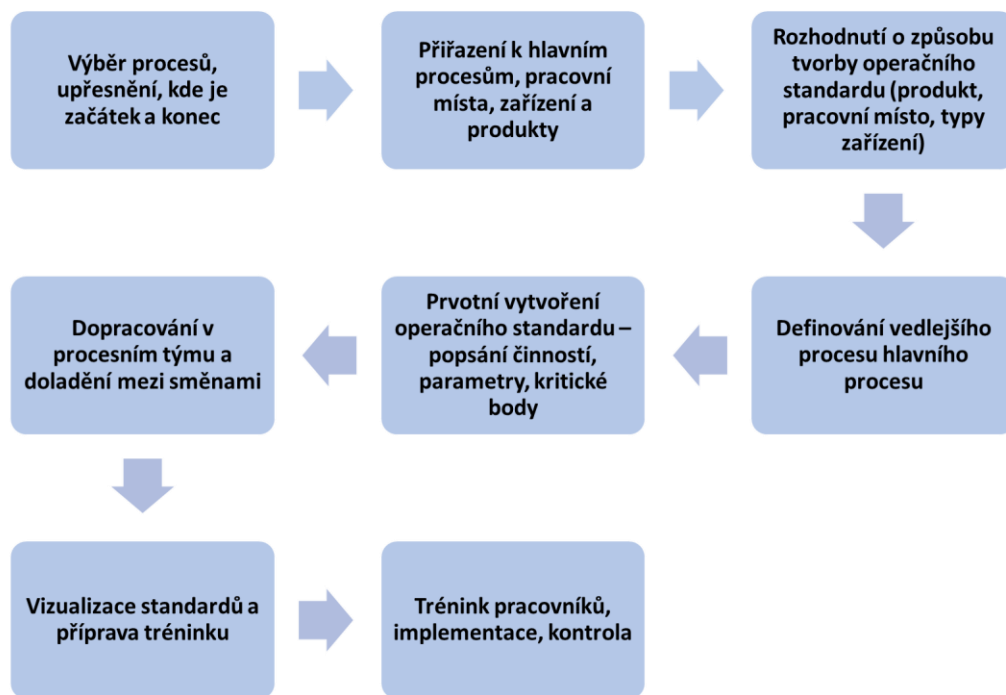 Výběr procesů,
upřesnění, kde je
začátek a konec
Přiřazení k hlavním
procesům, pracovní
místa, zařízení a
produkty
Rozhodnutí o způsobu
tvorby operačního
standardu (produkt,
pracovní místo, typy
zařízení)
Definování vedlejšího
procesu hlavního
procesu
Prvotní vytvoření
operačního standardu –
popsání činností,
parametry, kritické
body
Dopracování v
procesním týmu a
doladění mezi směnami
Vizualizace standardů a
příprava tréninku
Trénink pracovníků,
implementace, kontrola